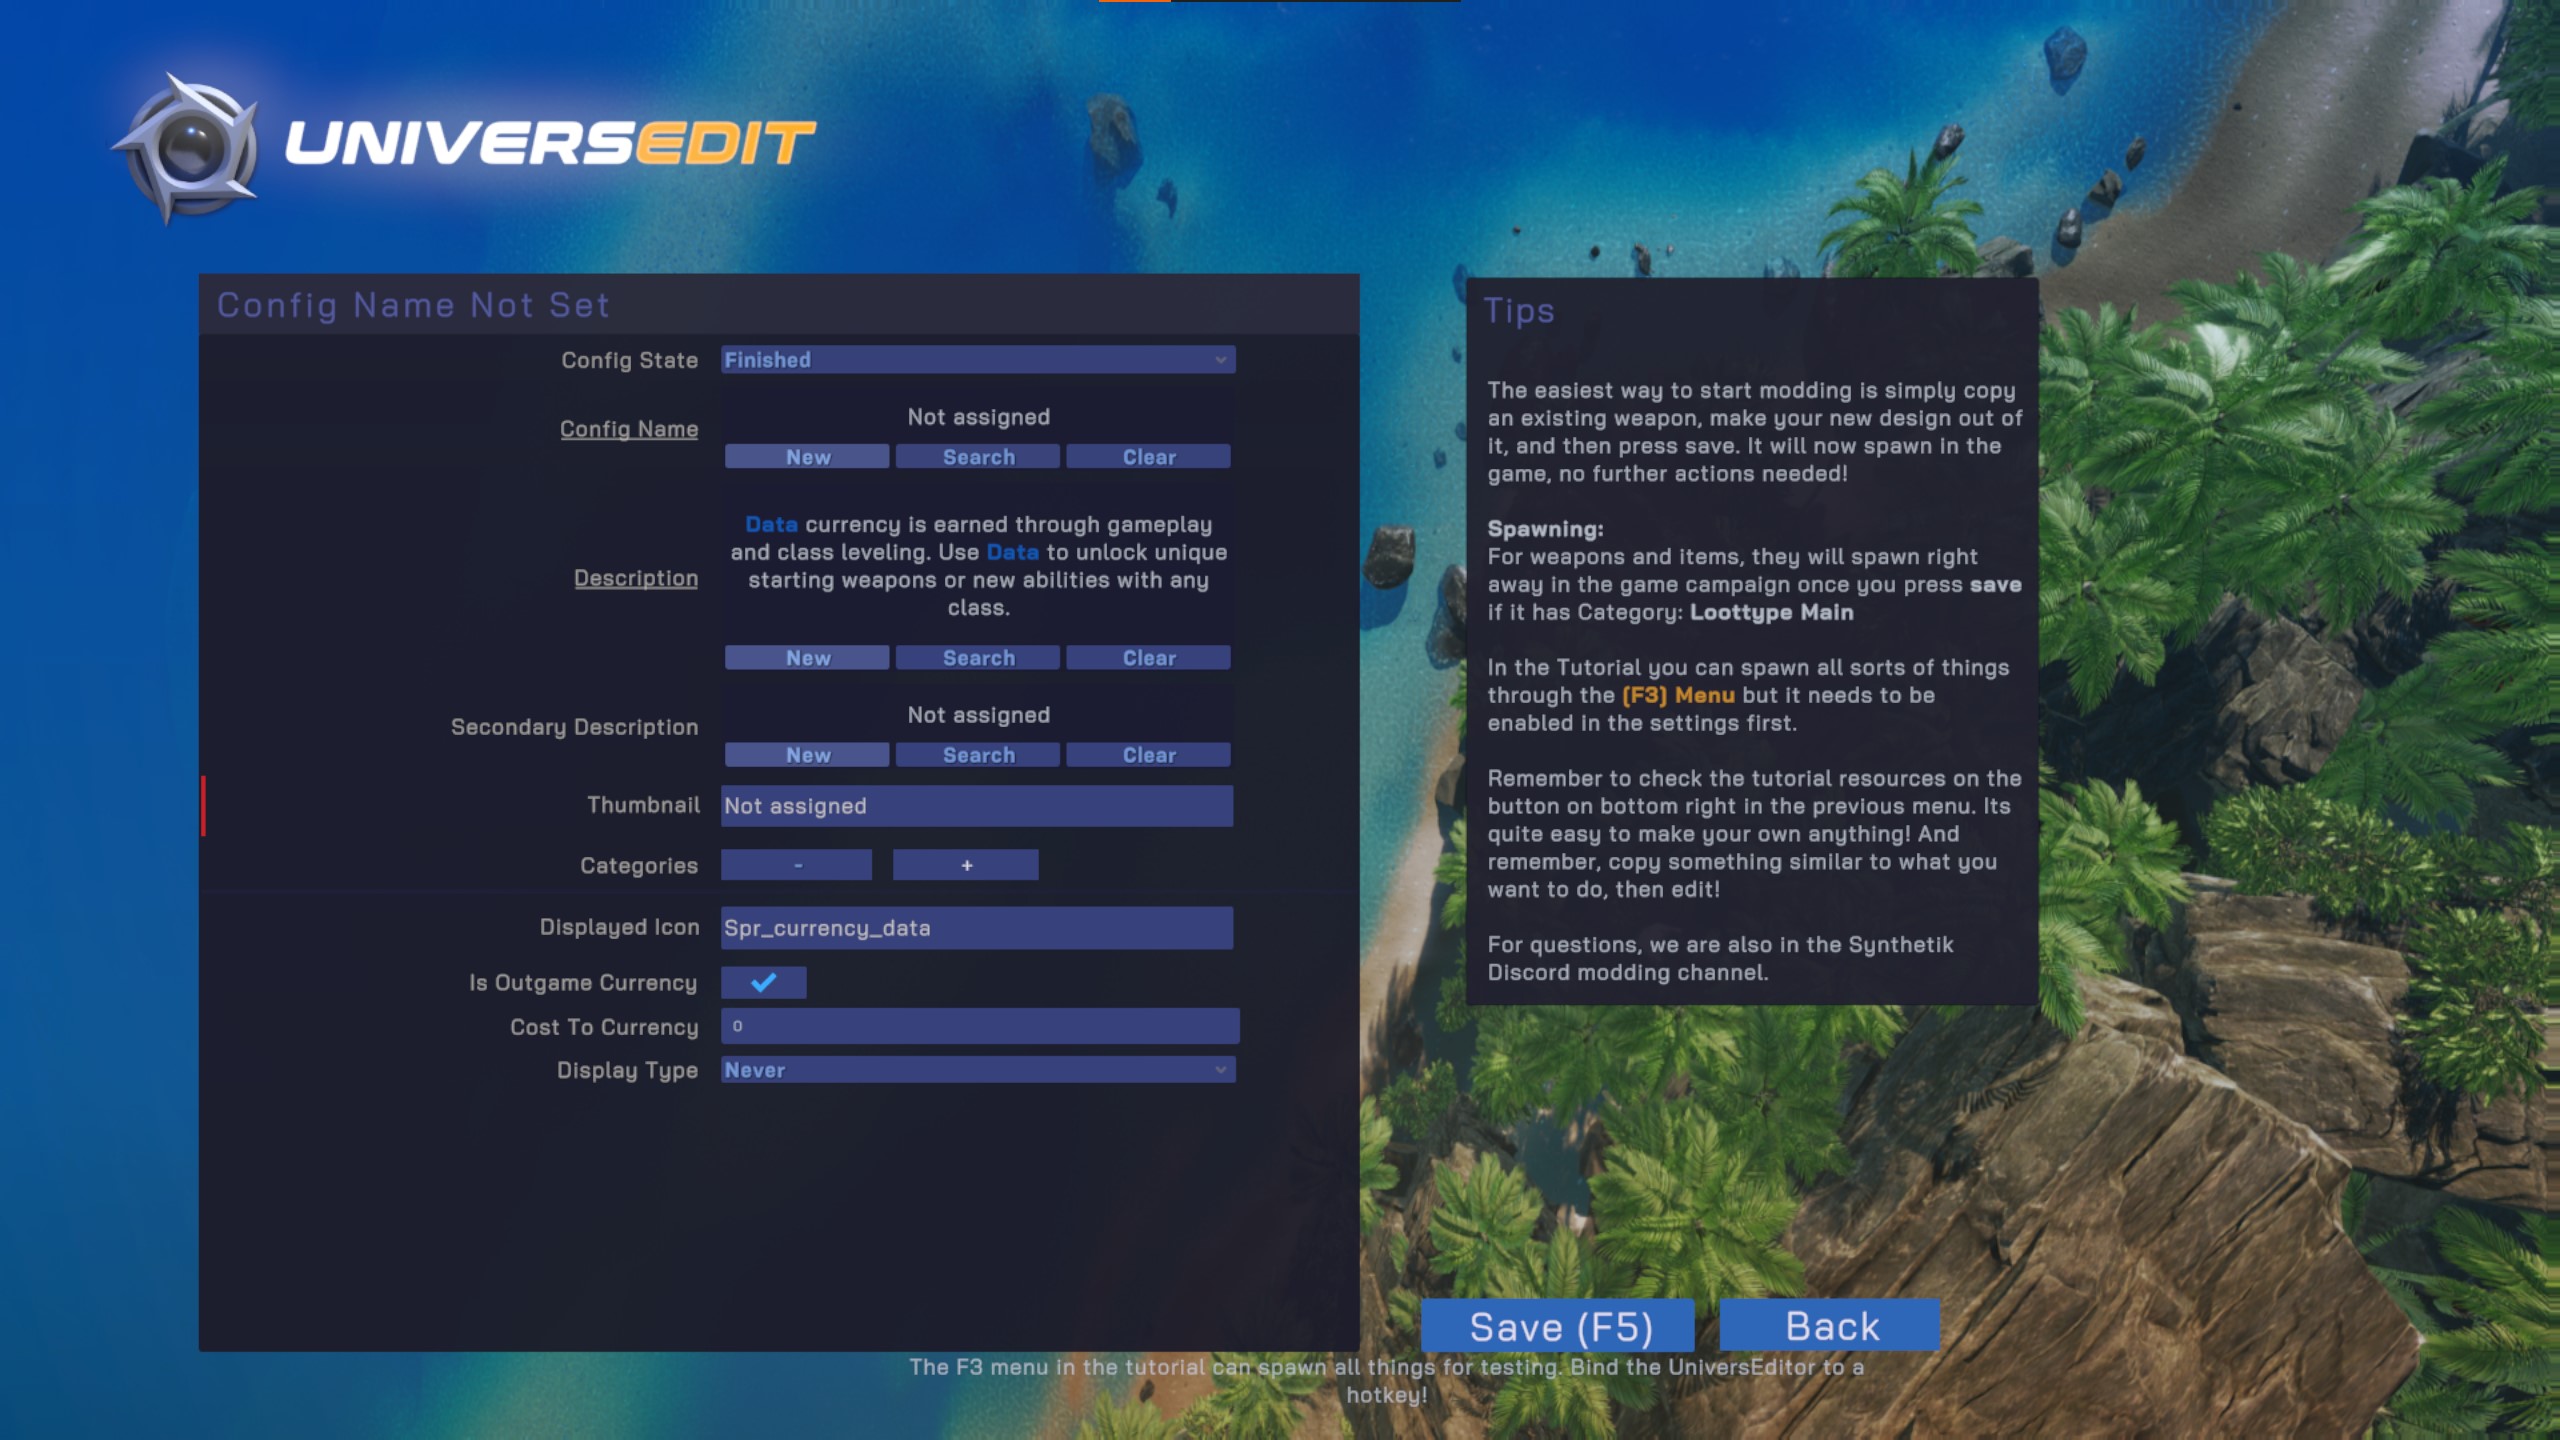 UNIVERSEDIT
Config Name Not Set
Config State
Finished
Config Name
Not assigned
New
Search
Clear
Description
Data currency is earned through gameplay
and class leveling. Use Data to unlock unique
starting weapons or new abilities with any
class.
New
Search
Clear
Secondary Description
Not assigned
New
Search
Clear
Thumbnail
Not assigned
Categories
-
+
Displayed Icon
Spr_currency_data
Is Outgame Currency
Cost To Currency
0
Display Type
Never
Tips
The easiest way to start modding is simply copy
an existing weapon, make your new design out of
it, and then press save. It will now spawn in the
game, no further actions needed!
Spawning:
For weapons and items, they will spawn right
away in the game campaign once you press save
if it has Category: Loottype Main
In the Tutorial you can spawn all sorts of things
through the (F3) Menu but it needs to be
enabled in the settings first.
Remember to check the tutorial resources on the
button on bottom right in the previous menu. Its
quite easy to make your own anything! And
remember, copy something similar to what you
want to do, then edit!
For questions, we are also in the Synthetik
Discord modding channel.
Save (F5)
Back
The F3 menu in the tutorial can spawn all things for testing. Bind the UniversEditor to a
hotkey!